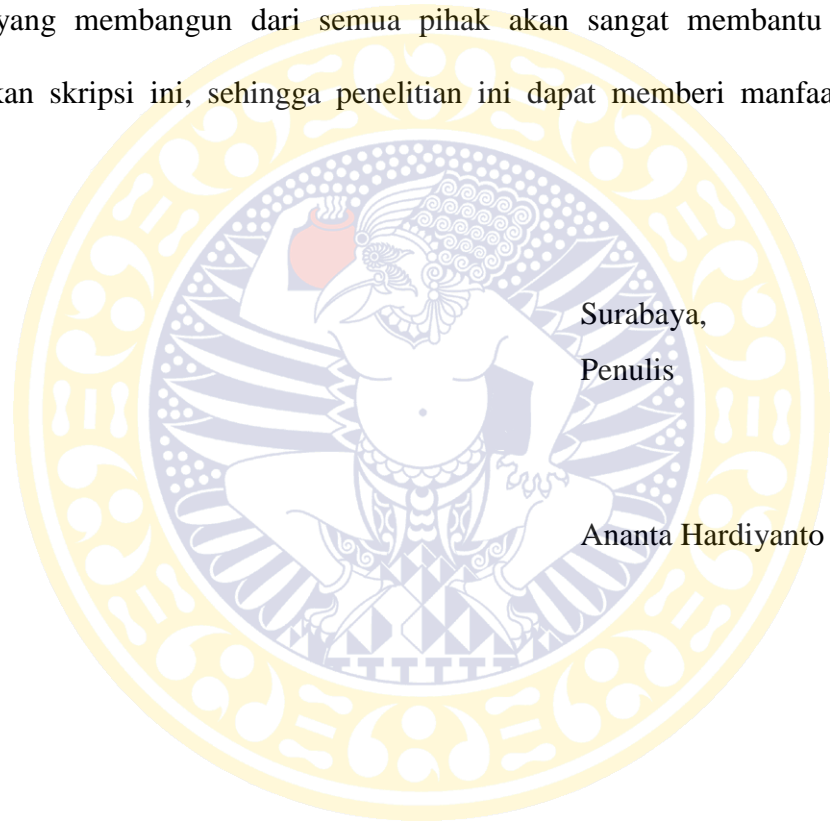 yang membangun dari semua pihak akan sangat membantu
kan skripsi ini, sehingga penelitian ini dapat memberi manfaa
Surabaya,
Penulis
Ananta Hardiyanto